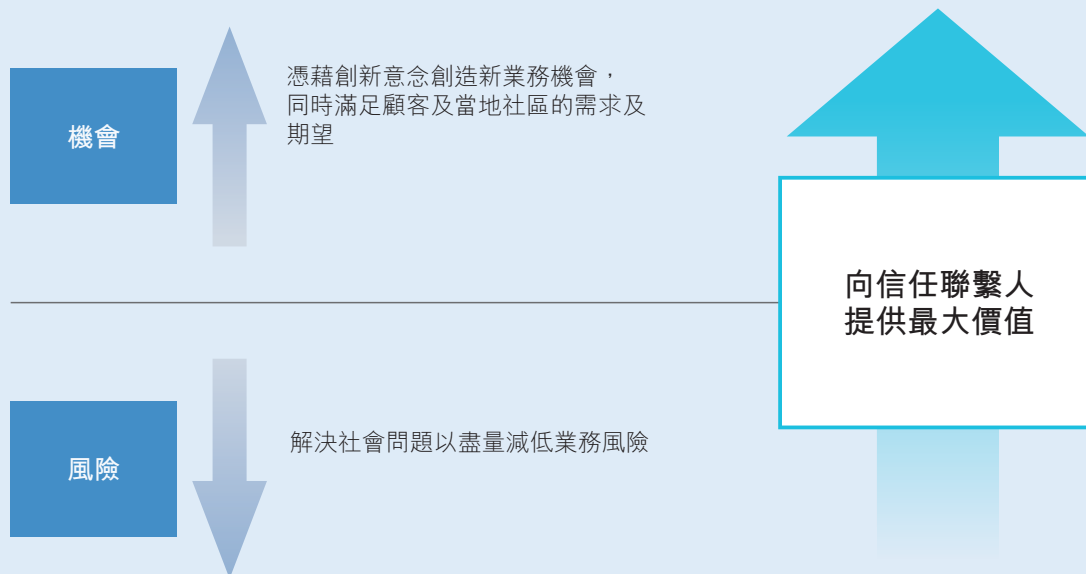 機會
憑藉創新意念創造新業務機會，
同時滿足顧客及當地社區的需求及
期望
向信任聯繫人
提供最大價值
風險
解決社會問題以盡量減低業務風險